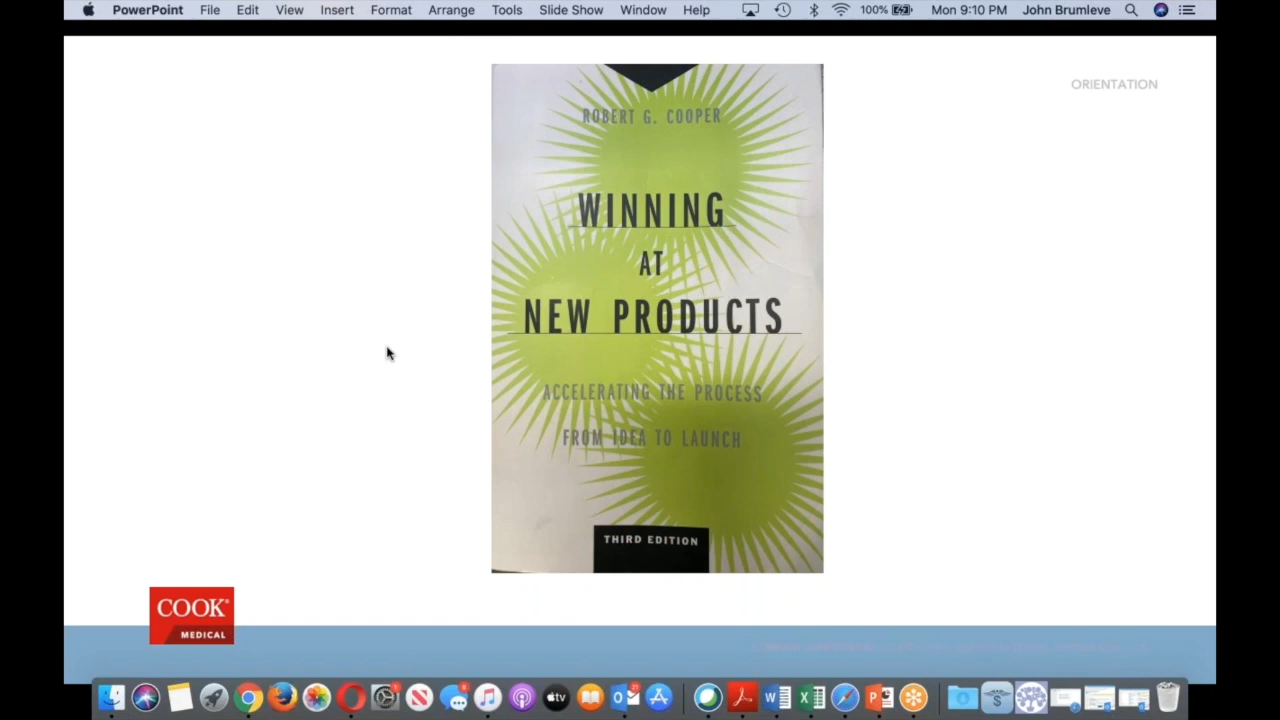 PowerPoint File Edit View Insert Format Arrange Tools Slide Show Window Help 100% Mon 9:10 PM John Brumleve
ORIENTATION
ROBERT G. COOPER
WINNING
AT
NEW PRODUCTS
ACCELERATING THE PROCESS
FROM IDEA TO LAUNCH
THIRD EDITION
COOK®
MEDICAL